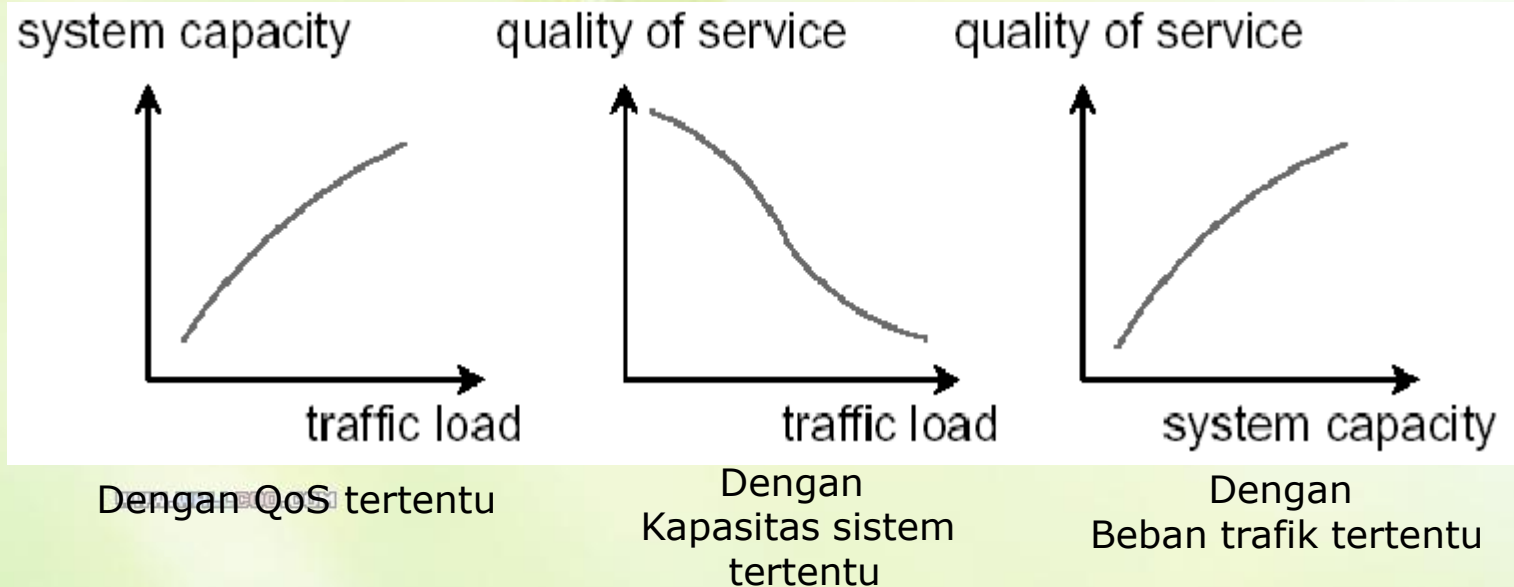 system capacity
quality of service
quality of service
traffic load
traffic load
system capacity
Dengan QoS tertentu
Dengan
Kapasitas sistem
tertentu
Dengan
Beban trafik tertentu